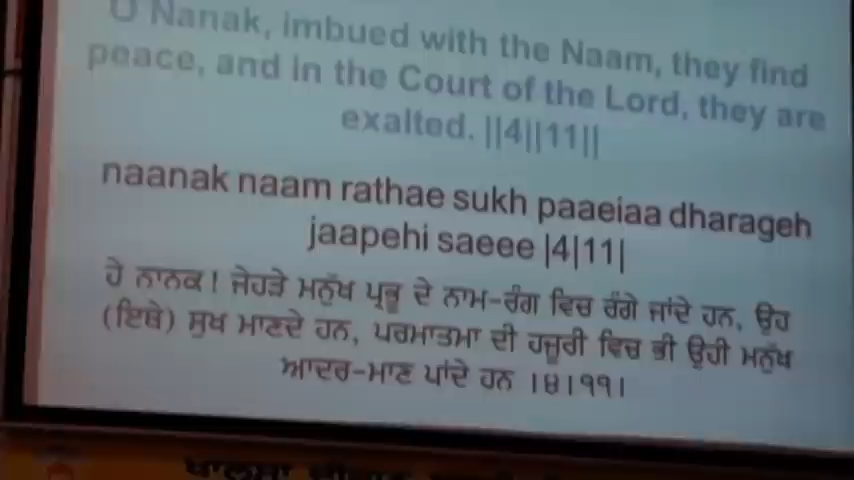 O Nanak, imbued with the Naam, they find
peace, and in the Court of the Lord, they are
exalted. ||4||11||
naanak naam rathae sukh paaeiaa dharageh
jaapehi saeee |4|11|
ਹੇ ਨਾਨਕ! ਜੇਹੜੇ ਮਨੁੱਖ ਪ੍ਰਭੂ ਦੇ ਨਾਮ-ਰੰਗ ਵਿਚ ਰੰਗੇ ਜਾਂਦੇ ਹਨ, ਉਹ
(ਇਥੇ) ਸੁਖ ਮਾਣਦੇ ਹਨ, ਪਰਮਾਤਮਾ ਦੀ ਹਜ਼ੂਰੀ ਵਿਚ ਭੀ ਉਹੀ ਮਨੁੱਖ
ਆਦਰ-ਮਾਣ ਪਾਂਦੇ ਹਨ ।੪।੧੧।